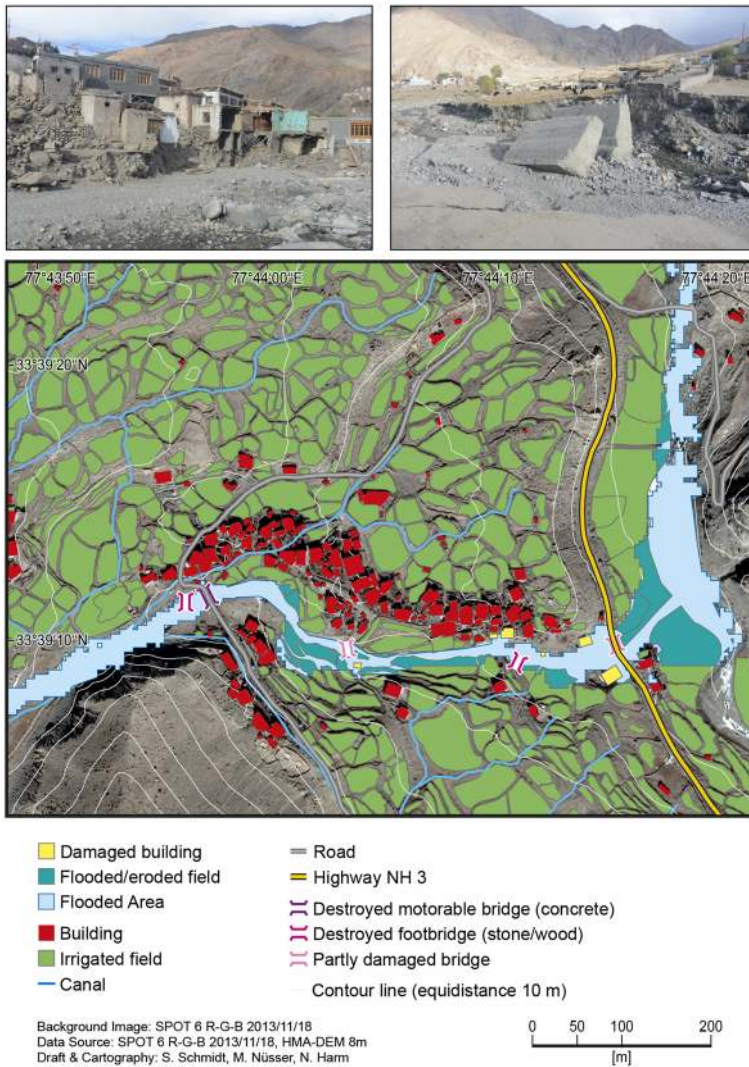 77°43'50"E
77°44'00"E
77°44'10"E
77°44'20"E
33°39'20"N
33°39'10"N
Damaged building
Flooded/eroded field
Flooded Area
Building
Irrigated field
Canal
Road
Highway NH 3
Destroyed motorable bridge (concrete)
Destroyed footbridge (stone/wood)
Partly damaged bridge
Contour line (equidistance 10 m)
Background Image: SPOT 6 R-G-B 2013/11/18
Data Source: SPOT 6 R-G-B 2013/11/18, HMA-DEM 8m
Draft & Cartography: S. Schmidt, M. Nüsser, N. Harm
0 50 100 200
[m]